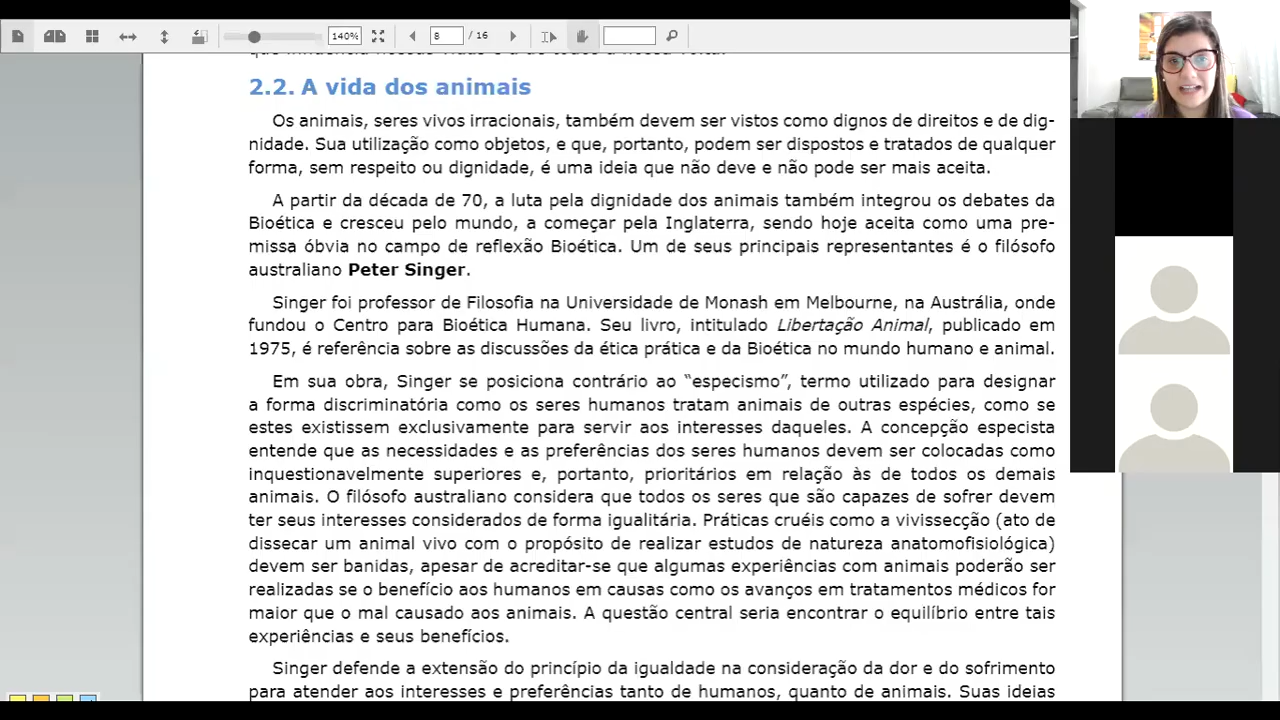 140%
8
/ 16
que influencia nossas vidas e a de todos à nossa volta.
2.2. A vida dos animais
Os animais, seres vivos irracionais, também devem ser vistos como dignos de direitos e de dig-
nidade. Sua utilização como objetos, e que, portanto, podem ser dispostos e tratados de qualquer
forma, sem respeito ou dignidade, é uma ideia que não deve e não pode ser mais aceita.
A partir da década de 70, a luta pela dignidade dos animais também integrou os debates da
Bioética e cresceu pelo mundo, a começar pela Inglaterra, sendo hoje aceita como uma pre-
missa óbvia no campo de reflexão Bioética. Um de seus principais representantes é o filósofo
australiano Peter Singer.
Singer foi professor de Filosofia na Universidade de Monash em Melbourne, na Austrália, onde
fundou o Centro para Bioética Humana. Seu livro, intitulado Libertação Animal, publicado em
1975, é referência sobre as discussões da ética prática e da Bioética no mundo humano e animal.
Em sua obra, Singer se posiciona contrário ao “especismo”, termo utilizado para designar
a forma discriminatória como os seres humanos tratam animais de outras espécies, como se
estes existissem exclusivamente para servir aos interesses daqueles. A concepção especista
entende que as necessidades e as preferências dos seres humanos devem ser colocadas como
inquestionavelmente superiores e, portanto, prioritários em relação às de todos os demais
animais. O filósofo australiano considera que todos os seres que são capazes de sofrer devem
ter seus interesses considerados de forma igualitária. Práticas cruéis como a vivissecção (ato de
dissecar um animal vivo com o propósito de realizar estudos de natureza anatomofisiológica)
devem ser banidas, apesar de acreditar-se que algumas experiências com animais poderão ser
realizadas se o benefício aos humanos em causas como os avanços em tratamentos médicos for
maior que o mal causado aos animais. A questão central seria encontrar o equilíbrio entre tais
experiências e seus benefícios.
Singer defende a extensão do princípio da igualdade na consideração da dor e do sofrimento
para atender aos interesses e preferências tanto de humanos, quanto de animais. Suas ideias